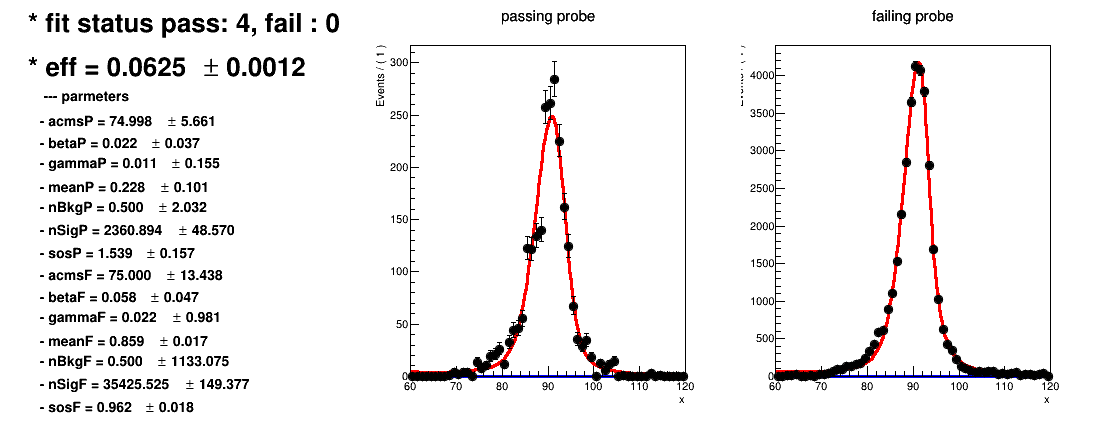 * fit status pass: 4, fail : 0
* eff = 0.0625 ± 0.0012
--- parmeters
- acmsP = 74.998 ± 5.661
- betaP = 0.022 ± 0.037
- gammaP = 0.011 ± 0.155
- meanP = 0.228 ± 0.101
- nBkgP = 0.500 ± 2.032
- nSigP = 2360.894 ± 48.570
- sosP = 1.539 ± 0.157
- acmsF = 75.000 ± 13.438
- betaF = 0.058 ± 0.047
- gammaF = 0.022 ± 0.981
- meanF = 0.859 ± 0.017
- nBkgF = 0.500 ± 1133.075
- nSigF = 35425.525 ± 149.377
- sosF = 0.962 ± 0.018
passing probe
Events / ( 1 )
300
250
200
150
100
50
0
60 70 80 90 100 110 120
x
failing probe
Events / ( 1 )
4000
3500
3000
2500
2000
1500
1000
500
0
60 70 80 90 100 110 120
x